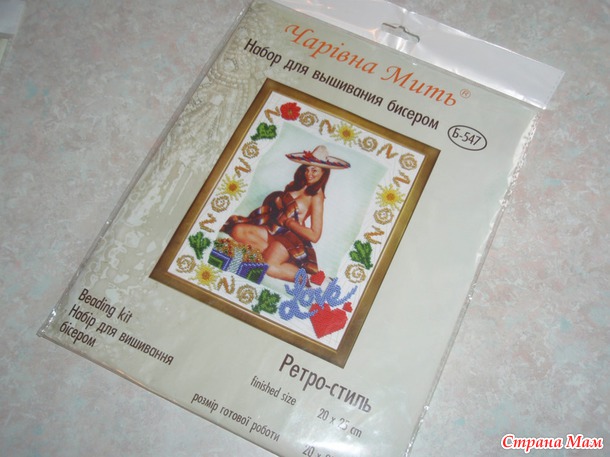 Чарівна Мить®
Набор для вышивания бисером
Б-547
love
Beading kit
Набір для вишивання
бісером
Ретро-стиль
finished size 20 x 25 cm
розмір готової роботи 20 x
Страна Мам